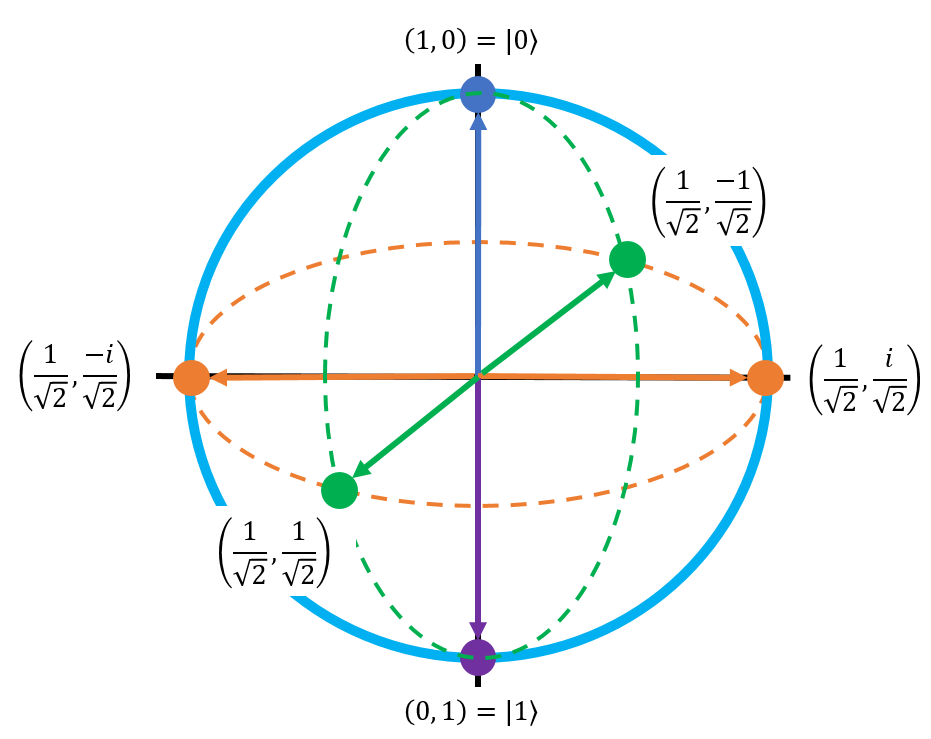 (1, 0) = |0⟩
(1/√2, −1/√2)
(1/√2, −i/√2)
(1/√2, i/√2)
(1/√2, 1/√2)
(0, 1) = |1⟩